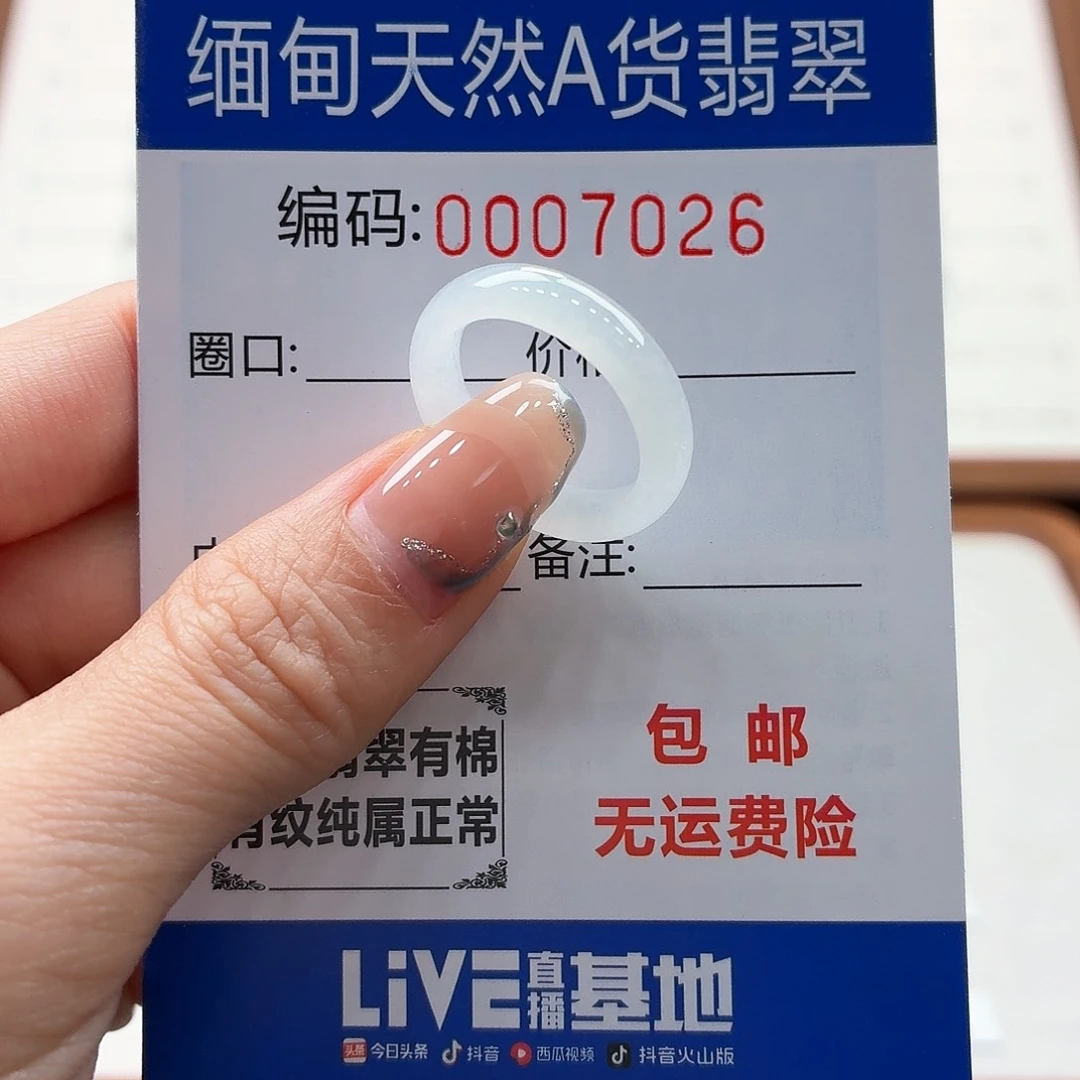 缅甸天然A货翡翠
编码:0007026
圈口: 价
备注:
翠有棉
有纹纯属正常
包邮
无运费险
LiVE直播基地
今日头条 抖音 西瓜视频 抖音火山版